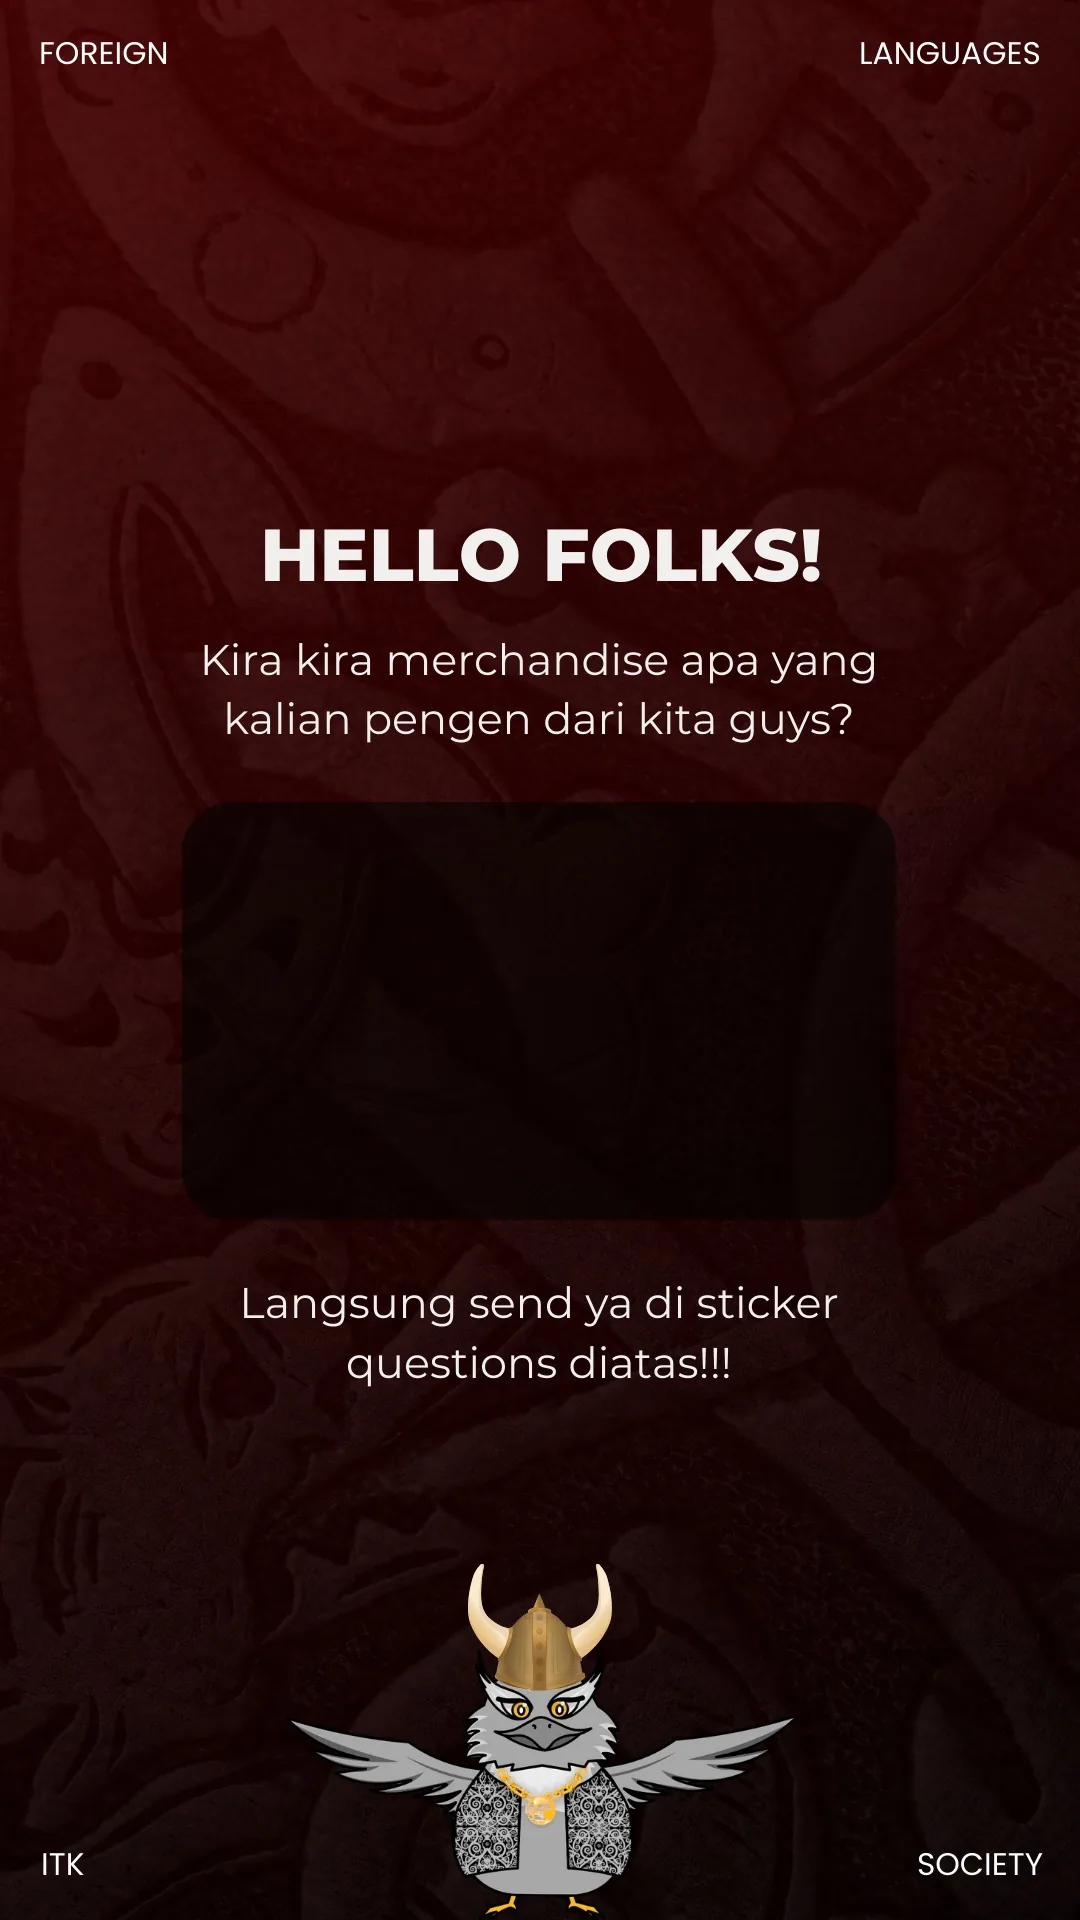 FOREIGN
LANGUAGES
HELLO FOLKS!
Kira kira merchandise apa yang
kalian pengen dari kita guys?
Langsung send ya di sticker
questions diatas!!!
ITK
SOCIETY